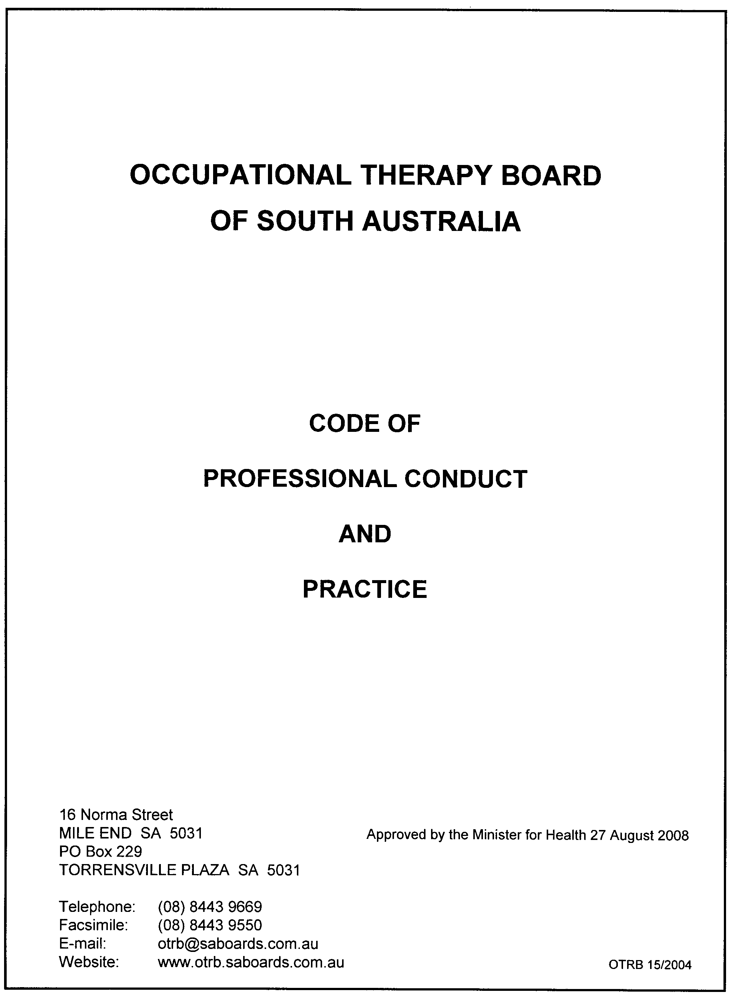 OCCUPATIONAL THERAPY BOARD
OF SOUTH AUSTRALIA
CODE OF
PROFESSIONAL CONDUCT
AND
PRACTICE
16 Norma Street
MILE END SA 5031
Approved by the Minister for Health 27 August 2008
PO Box 229
TORRENSVILLE PLAZA SA 5031
Telephone: (08) 8443 9669
Facsimile: (08) 8443 9550
E-mail: otrb@saboards.com.au
Website: www.otrb.saboards.com.au
OTRB 15/2004